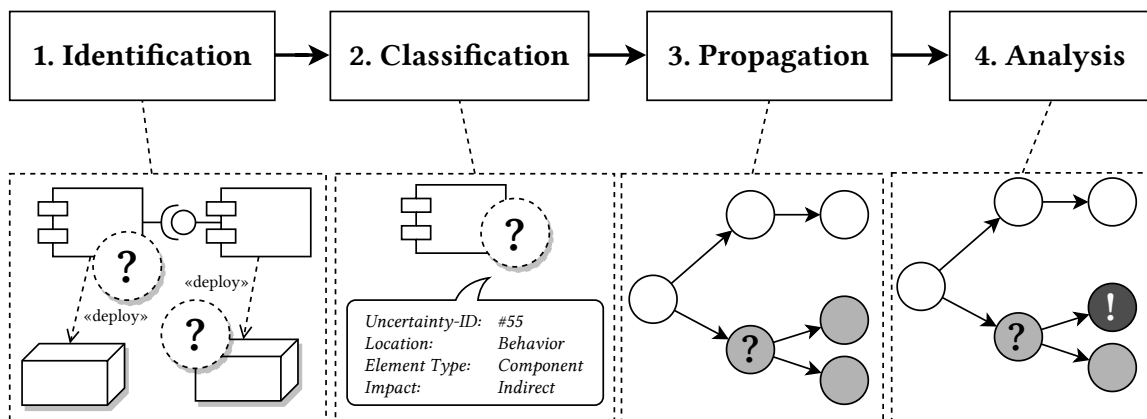 1. Identification
2. Classification
3. Propagation
4. Analysis
?
«deploy»
«deploy»
?
?
Uncertainty-ID: #55
Location: Behavior
Element Type: Component
Impact: Indirect
?
!
?